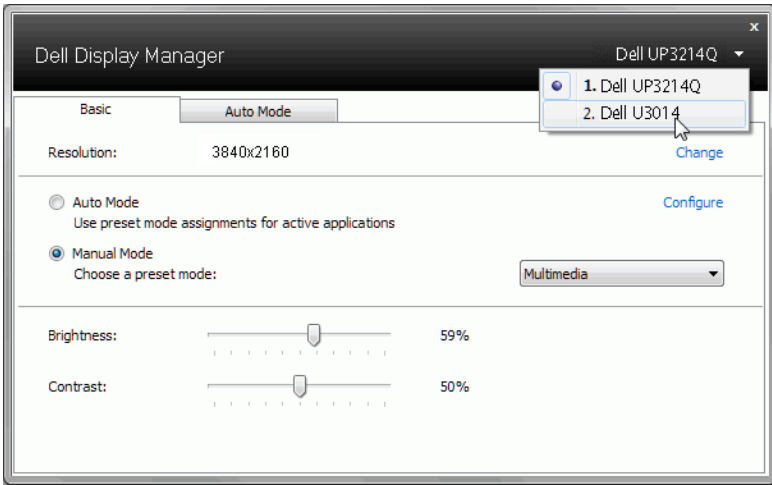 x
Dell Display Manager
Dell UP3214Q
1. Dell UP3214Q
2. Dell U3014
Basic
Auto Mode
Resolution:
3840x2160
Change
Auto Mode
Configure
Use preset mode assignments for active applications
Manual Mode
Choose a preset mode:
Multimedia
Brightness:
59%
Contrast:
50%